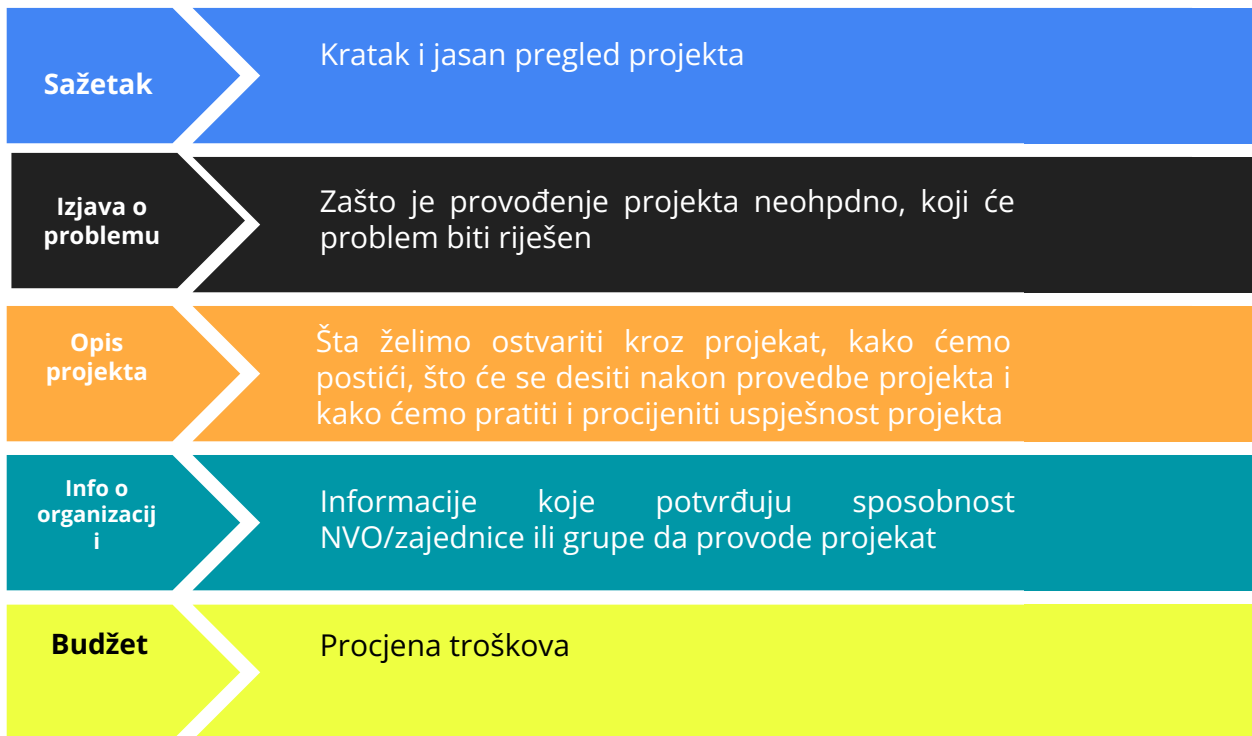 Sažetak
Kratak i jasan pregled projekta
Izjava o
problemu
Zašto je provođenje projekta neohpdno, koji će
problem biti riješen
Opis
projekta
Šta želimo ostvariti kroz projekat, kako ćemo
postići, što će se desiti nakon provedbe projekta i
kako ćemo pratiti i procijeniti uspješnost projekta
Info o
organizacij
i
Informacije koje potvrđuju sposobnost
NVO/zajednice ili grupe da provode projekat
Budžet
Procjena troškova